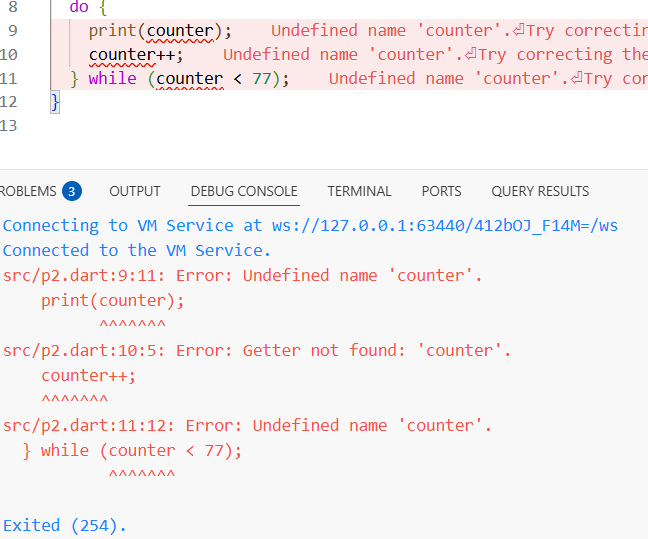 8 do {
9 print(counter); Undefined name 'counter'.⏎Try correctin
10 counter++; Undefined name 'counter'.⏎Try correcting the
11 } while (counter < 77); Undefined name 'counter'.⏎Try cor
12 }
13
ROBLEMS 3 OUTPUT DEBUG CONSOLE TERMINAL PORTS QUERY RESULTS
Connecting to VM Service at ws://127.0.0.1:63440/412bOJ_F14M=/ws
Connected to the VM Service.
src/p2.dart:9:11: Error: Undefined name 'counter'.
print(counter);
^^^^^^^
src/p2.dart:10:5: Error: Getter not found: 'counter'.
counter++;
^^^^^^^
src/p2.dart:11:12: Error: Undefined name 'counter'.
} while (counter < 77);
^^^^^^^
Exited (254).